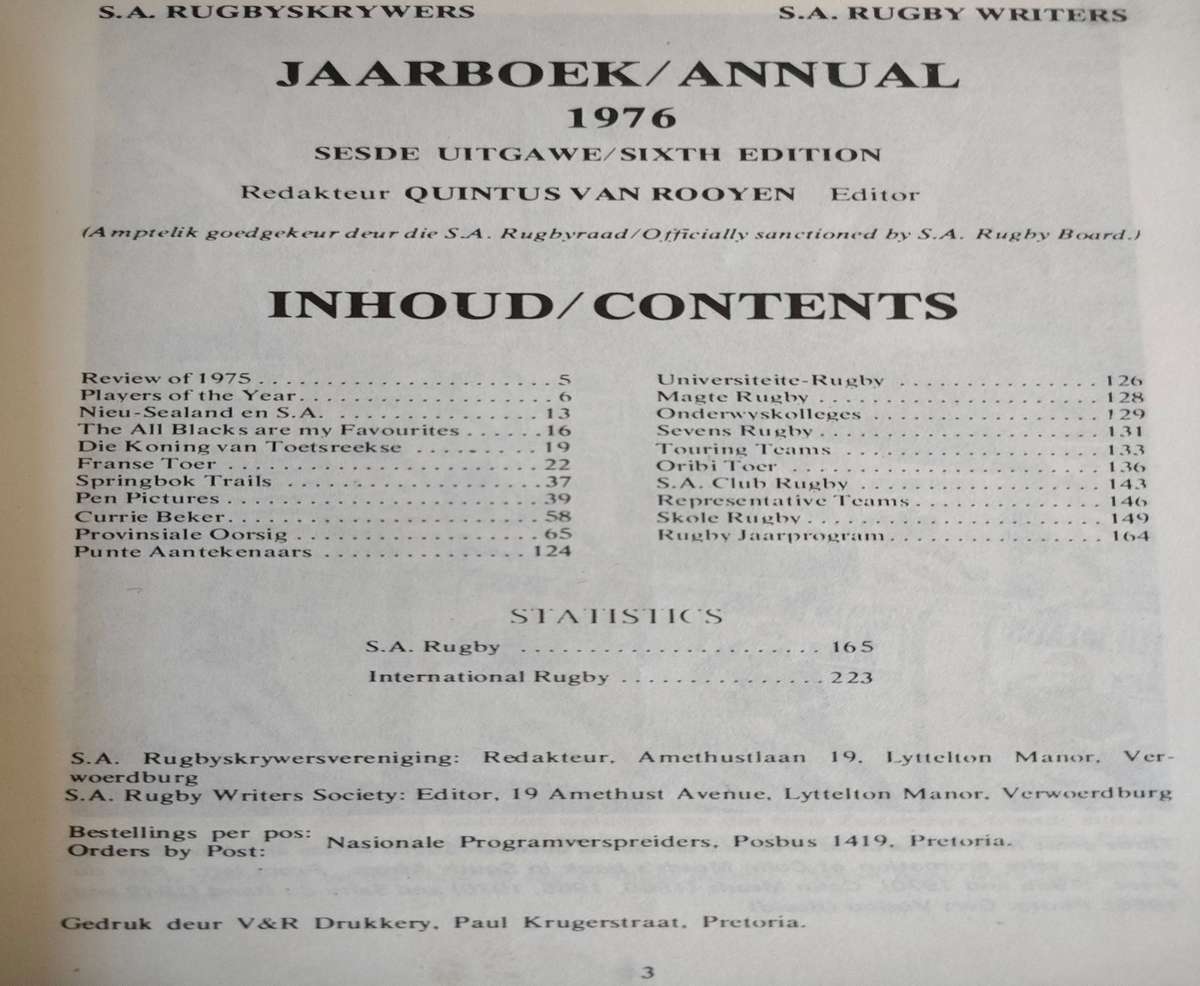 S.A. RUGBYSKRYWERS
S.A. RUGBY WRITERS
JAARBOEK/ANNUAL
1976
SESDE UITGAWE/SIXTH EDITION
Redakteur QUINTUS VAN ROOYEN Editor
(Amptelik goedgekeur deur die S.A. Rugbyraad/Officially sanctioned by S.A. Rugby Board.)
INHOUD/CONTENTS
Review of 1975 . . . . . . . . . . . . . . . . . . . . . . 5
Players of the Year. . . . . . . . . . . . . . . . . . . 6
Nieu-Sealand en S.A. . . . . . . . . . . . . . . . 13
The All Blacks are my Favourites . . . . . . 16
Die Koning van Toetsreekse . . . . . . . . . 19
Franse Toer . . . . . . . . . . . . . . . . . . . . . . . 22
Springbok Trails . . . . . . . . . . . . . . . . . . . . 37
Pen Pictures . . . . . . . . . . . . . . . . . . . . . . . 39
Currie Beker. . . . . . . . . . . . . . . . . . . . . . . 58
Provinsiale Oorsig . . . . . . . . . . . . . . . . . . 65
Punte Aantekenaars . . . . . . . . . . . . . . . 124
Universiteite-Rugby . . . . . . . . . . . . . . . 126
Magte Rugby . . . . . . . . . . . . . . . . . . . . . 128
Onderwyskolleges . . . . . . . . . . . . . . . . . 129
Sevens Rugby. . . . . . . . . . . . . . . . . . . . . 131
Touring Teams . . . . . . . . . . . . . . . . . . . 133
Oribi Toer . . . . . . . . . . . . . . . . . . . . . . . 136
S.A. Club Rugby . . . . . . . . . . . . . . . . . . 143
Representative Teams. . . . . . . . . . . . . . 146
Skole Rugby. . . . . . . . . . . . . . . . . . . . . . 149
Rugby Jaarprogram. . . . . . . . . . . . . . . . 164
STATISTICS
S.A. Rugby . . . . . . . . . . . . . . . . . . . . . . 165
International Rugby . . . . . . . . . . . . . . . 223
S.A. Rugbyskrywersvereniging: Redakteur, Amethustlaan 19, Lyttelton Manor, Ver-
woerdburg
S.A. Rugby Writers Society: Editor, 19 Amethust Avenue, Lyttelton Manor, Verwoerdburg
Bestellings per pos:
Orders by Post:
Nasionale Programverspreiders, Posbus 1419, Pretoria.
Gedruk deur V&R Drukkery, Paul Krugerstraat, Pretoria.
3